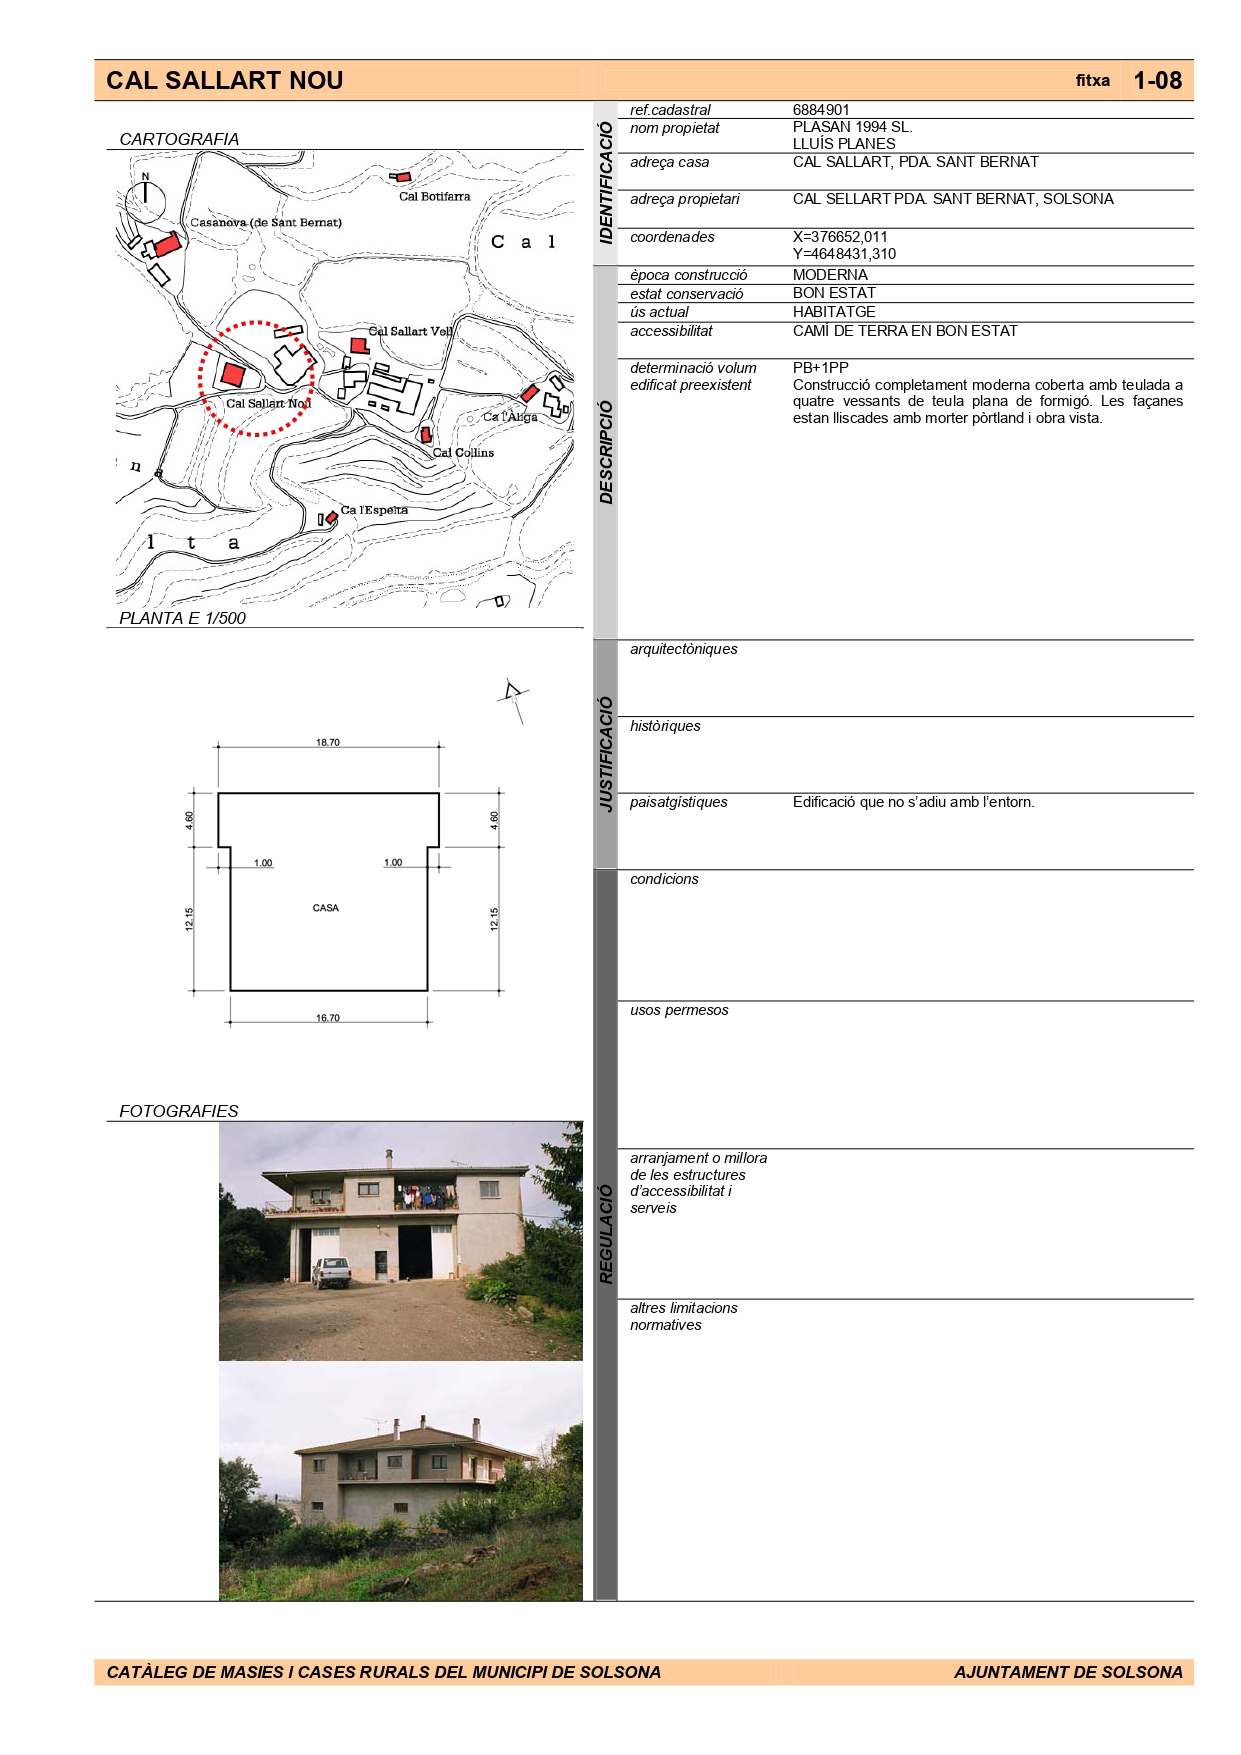 CAL SALLART NOU
fitxa 1-08
CARTOGRAFIA
N
Cal Botifarra
Casanova (de Sant Bernat)
C a l
Cal Sallart Vell
Cal Sallart Nou
Ca l'Àliga
Cal Collins
n a
Ca l'Espelta
l t a
PLANTA E 1/500
18.70
4.60
4.60
1.00
1.00
CASA
12.15
12.15
16.70
FOTOGRAFIES
IDENTIFICACIÓ
ref.cadastral 6884901
nom propietat PLASAN 1994 SL.
LLUÍS PLANES
adreça casa CAL SALLART, PDA. SANT BERNAT
adreça propietari CAL SELLART PDA. SANT BERNAT, SOLSONA
coordenades X=376652,011
Y=4648431,310
DESCRIPCIÓ
època construcció MODERNA
estat conservació BON ESTAT
ús actual HABITATGE
accessibilitat CAMÍ DE TERRA EN BON ESTAT
determinació volum PB+1PP
edificat preexistent Construcció completament moderna coberta amb teulada a
quatre vessants de teula plana de formigó. Les façanes
estan lliscades amb morter pòrtland i obra vista.
JUSTIFICACIÓ
arquitectòniques
històriques
paisatgístiques Edificació que no s'adiu amb l'entorn.
REGULACIÓ
condicions
usos permesos
arranjament o millora
de les estructures
d'accessibilitat i
serveis
altres limitacions
normatives
CATÀLEG DE MASIES I CASES RURALS DEL MUNICIPI DE SOLSONA
AJUNTAMENT DE SOLSONA